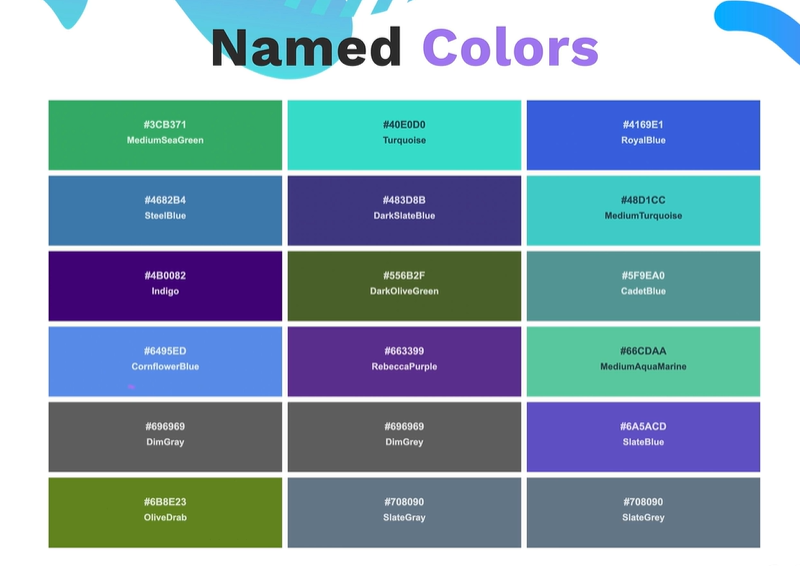 Named Colors
#3CB371
MediumSeaGreen
#40E0D0
Turquoise
#4169E1
RoyalBlue
#4682B4
SteelBlue
#483D8B
DarkSlateBlue
#48D1CC
MediumTurquoise
#4B0082
Indigo
#556B2F
DarkOliveGreen
#5F9EA0
CadetBlue
#6495ED
CornflowerBlue
#663399
RebeccaPurple
#66CDAA
MediumAquaMarine
#696969
DimGray
#696969
DimGrey
#6A5ACD
SlateBlue
#6B8E23
OliveDrab
#708090
SlateGray
#708090
SlateGrey